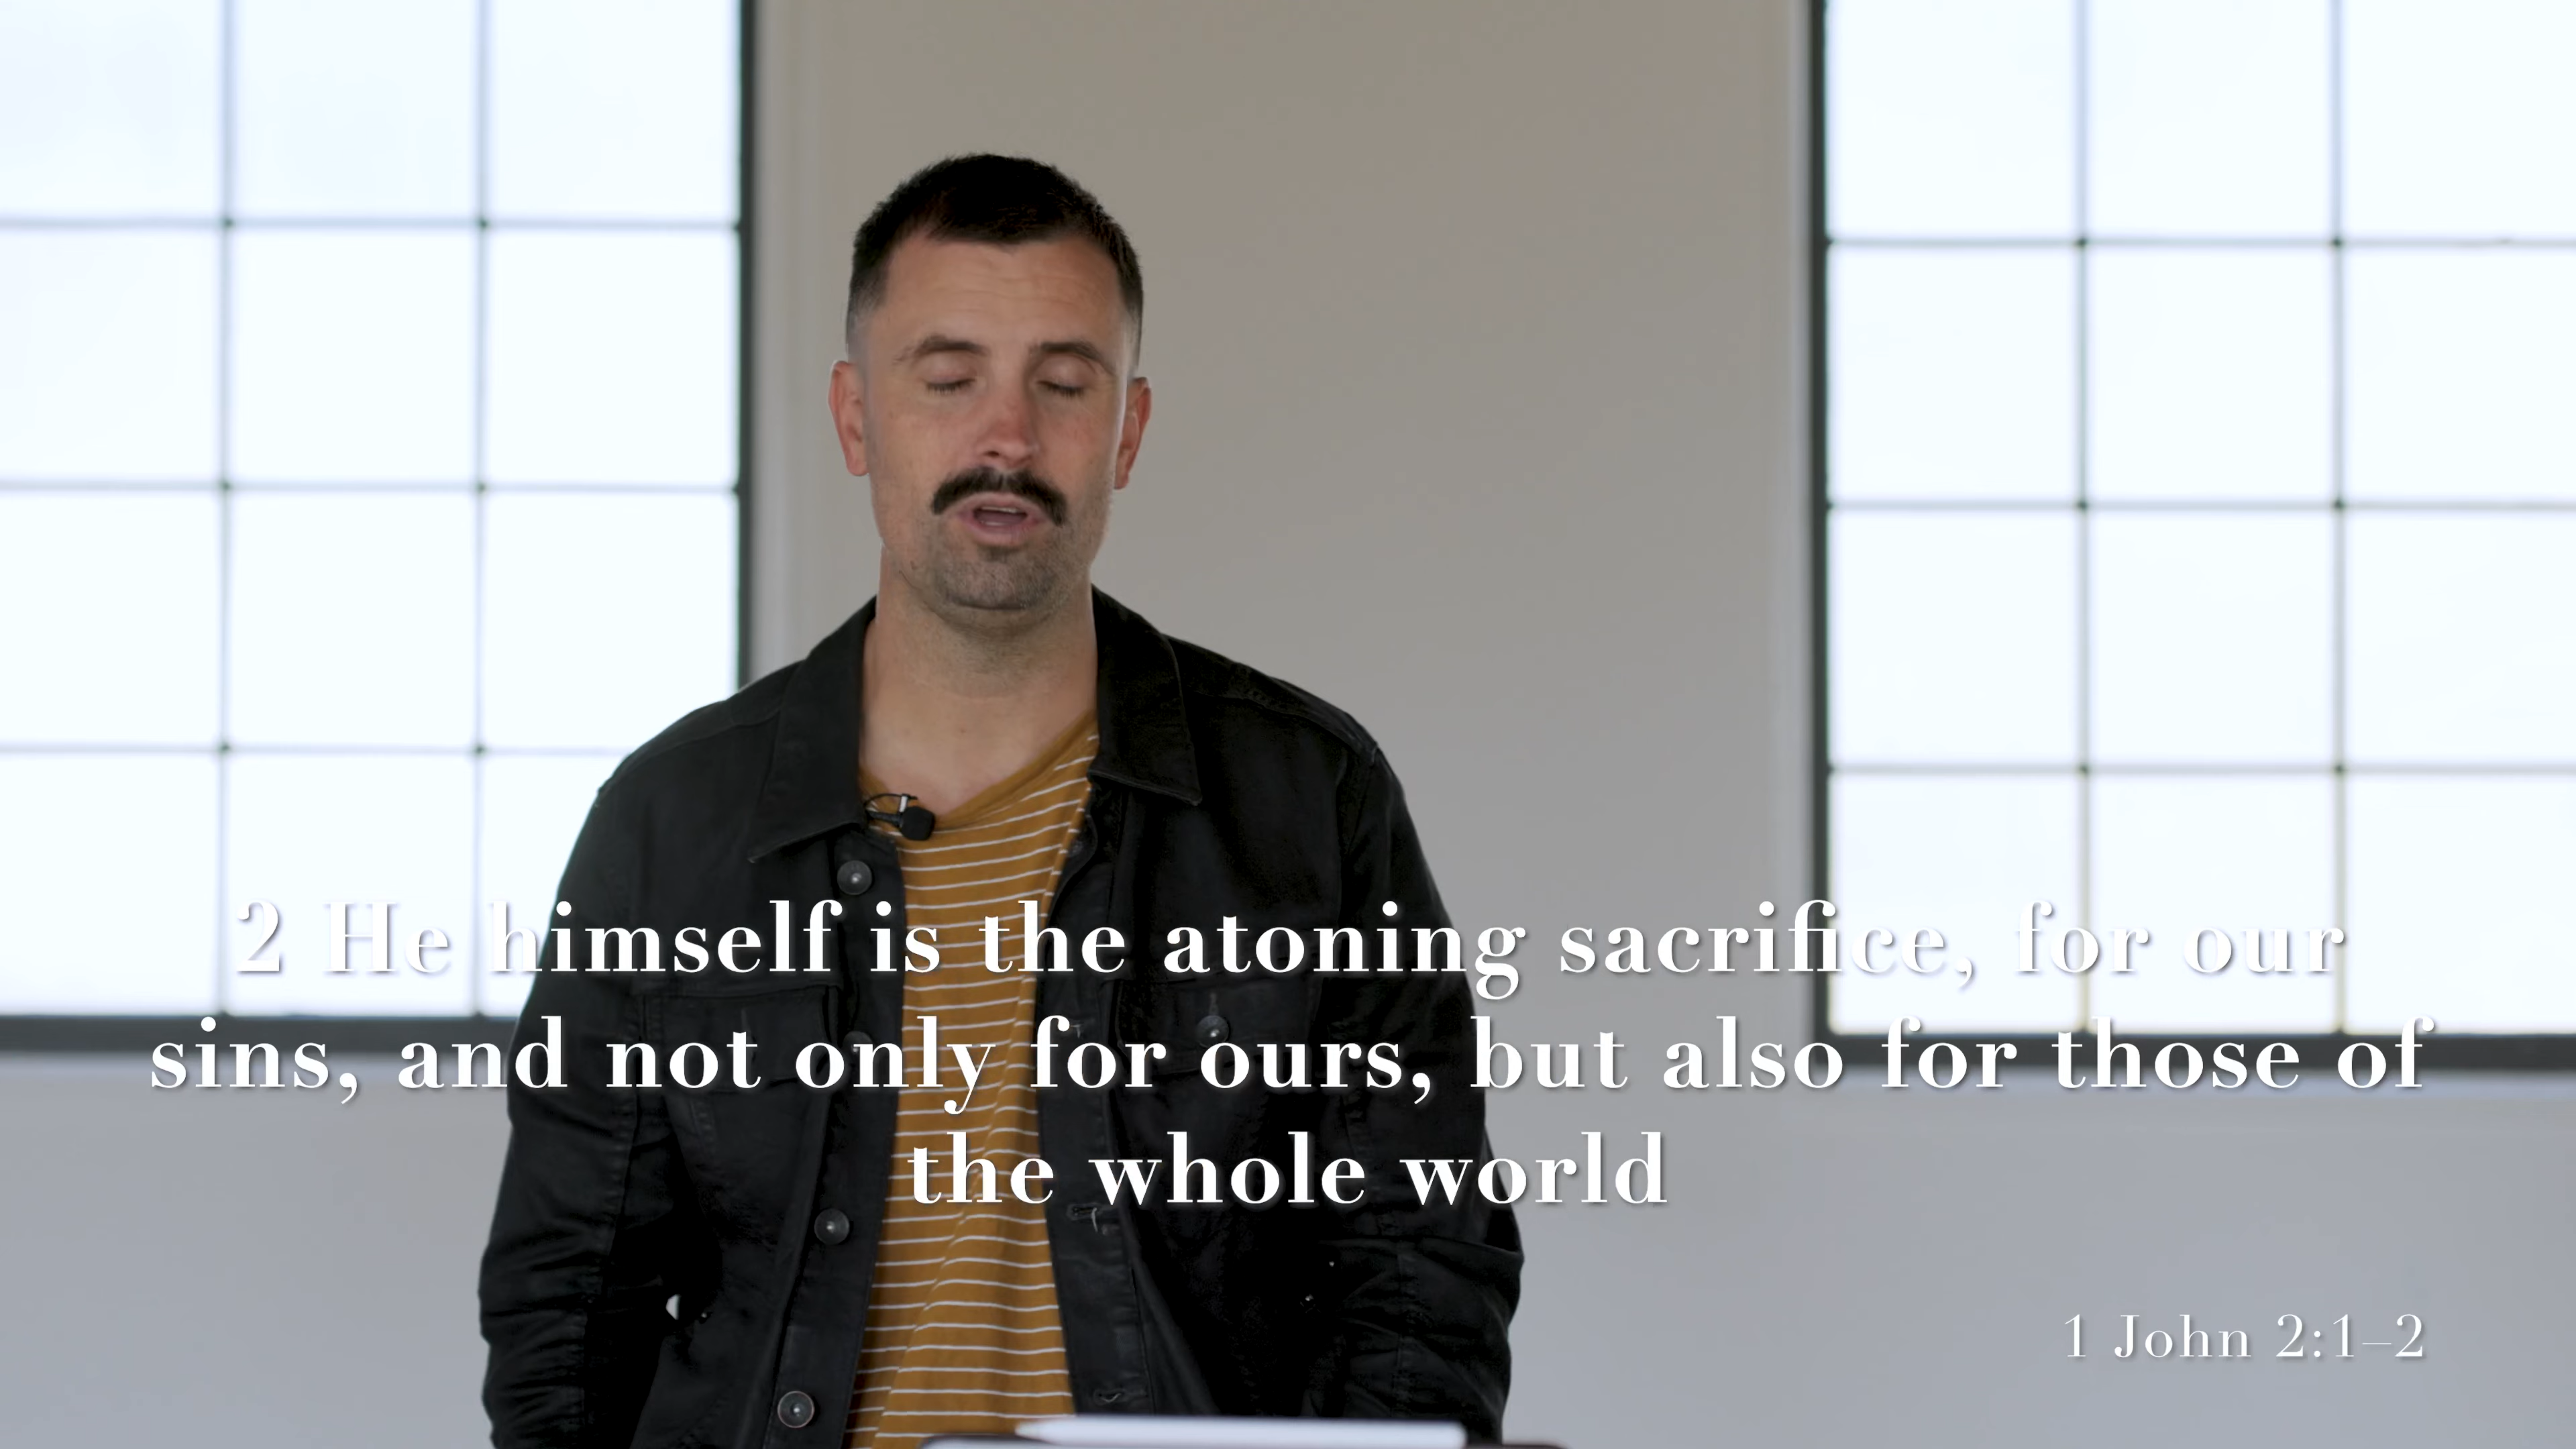 2 He himself is the atoning sacrifice, for our
sins, and not only for ours, but also for those of
the whole world
1 John 2:1–2